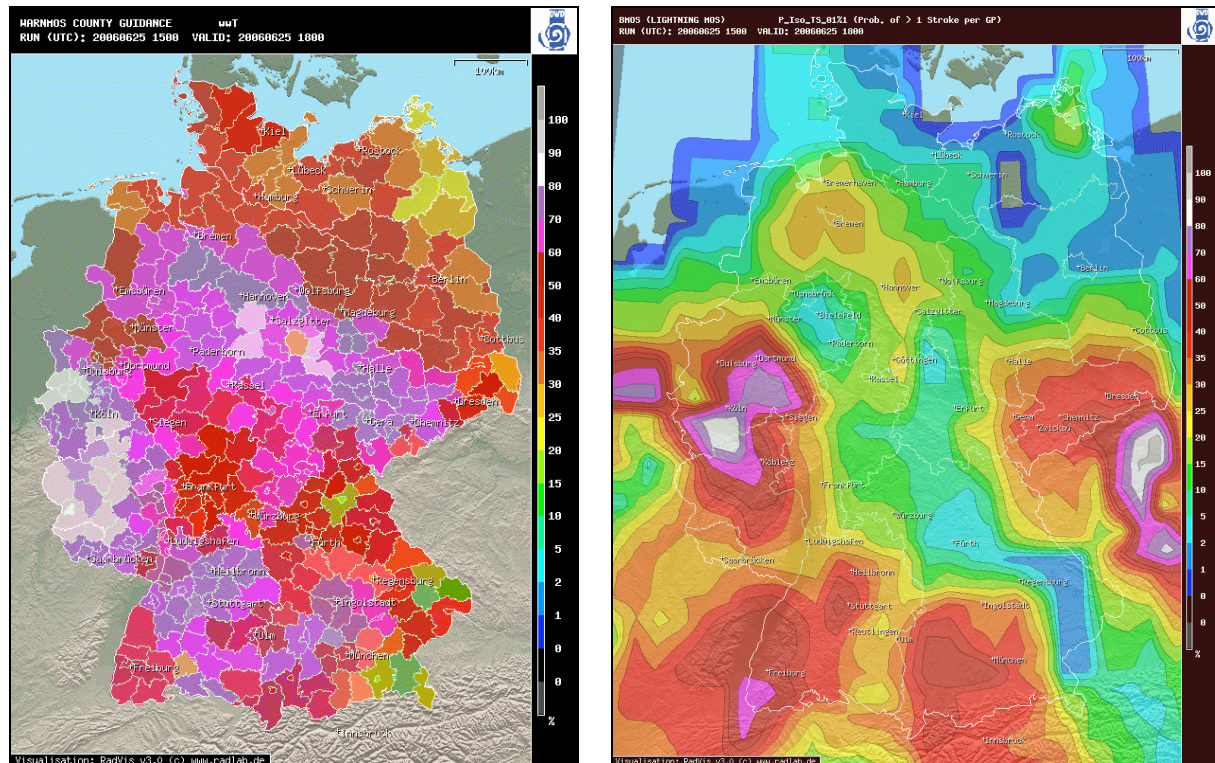 WARNMOS COUNTY GUIDANCE wwT
RUN (UTC): 20060625 1500 VALID: 20060625 1800
DWD
100km
Kiel
Rostock
Lübeck
Schwerin
Hamburg
Bremen
Berlin
Emsbüren
Hannover
Wolfsburg
Salzgitter
Magdeburg
Münster
Cottbus
Paderborn
Dortmund
Duisburg
Halle
Kassel
Dresden
Köln
Erfurt
Siegen
Jena
Chemnitz
Frankfurt
Würzburg
Ludwigshafen
Fürth
Saarbrücken
Heilbronn
Regensburg
Stuttgart
Ingolstadt
Ulm
München
Freiburg
Innsbruck
100
90
80
70
60
50
40
35
30
25
20
15
10
5
2
1
0
0
%
Visualisation: RadVis v3.0 (c) www.radlab.de
BMOS (LIGHTNING MOS) P_Iso_TS_01%1 (Prob. of > 1 Stroke per GP)
RUN (UTC): 20060625 1500 VALID: 20060625 1800
DWD
100km
Kiel
Rostock
Lübeck
Schwerin
Bremerhaven
Hamburg
Bremen
Berlin
Emsbüren
Osnabrück
Hannover
Wolfsburg
Magdeburg
Münster
Bielefeld
Salzgitter
Cottbus
Paderborn
Duisburg
Dortmund
Göttingen
Halle
Kassel
Dresden
Köln
Siegen
Erfurt
Gera
Chemnitz
Zwickau
Koblenz
Frankfurt
Würzburg
Ludwigshafen
Fürth
Saarbrücken
Heilbronn
Regensburg
Stuttgart
Ingolstadt
Reutlingen
Ulm
München
Freiburg
Innsbruck
100
90
80
70
60
50
40
35
30
25
20
15
10
5
2
1
0
0
%
Visualisation: RadVis v3.0 (c) www.radlab.de